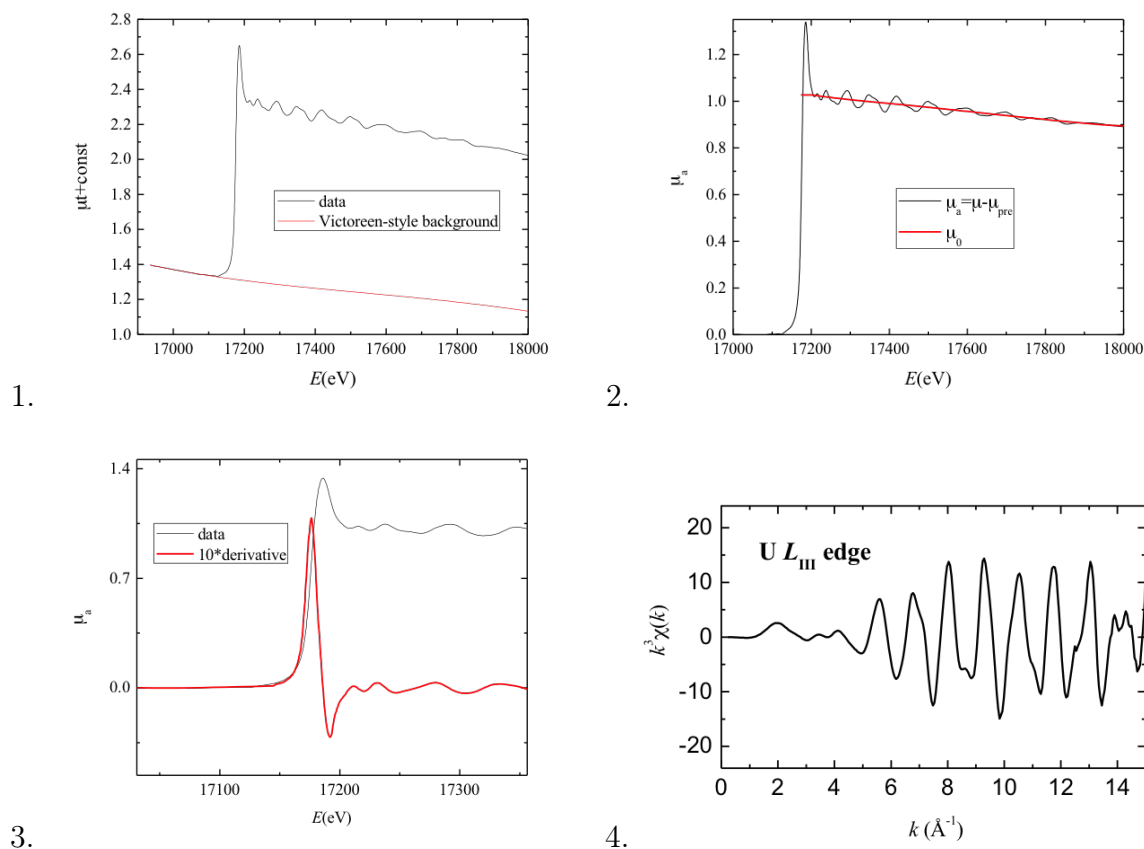 2.8
2.6
2.4
2.2
2.0
1.8
1.6
1.4
1.2
1.0
μt+const
data
Victoreen-style background
17000 17200 17400 17600 17800 18000
E(eV)
1.
1.2
1.0
0.8
0.6
0.4
0.2
0.0
μa
μa=μ-μpre
μ0
17000 17200 17400 17600 17800 18000
E(eV)
2.
1.4
0.7
0.0
μa
data
10*derivative
17100 17200 17300
E(eV)
3.
20
10
0
-10
-20
k³χ(k)
U LIII edge
0 2 4 6 8 10 12 14
k (Å⁻¹)
4.